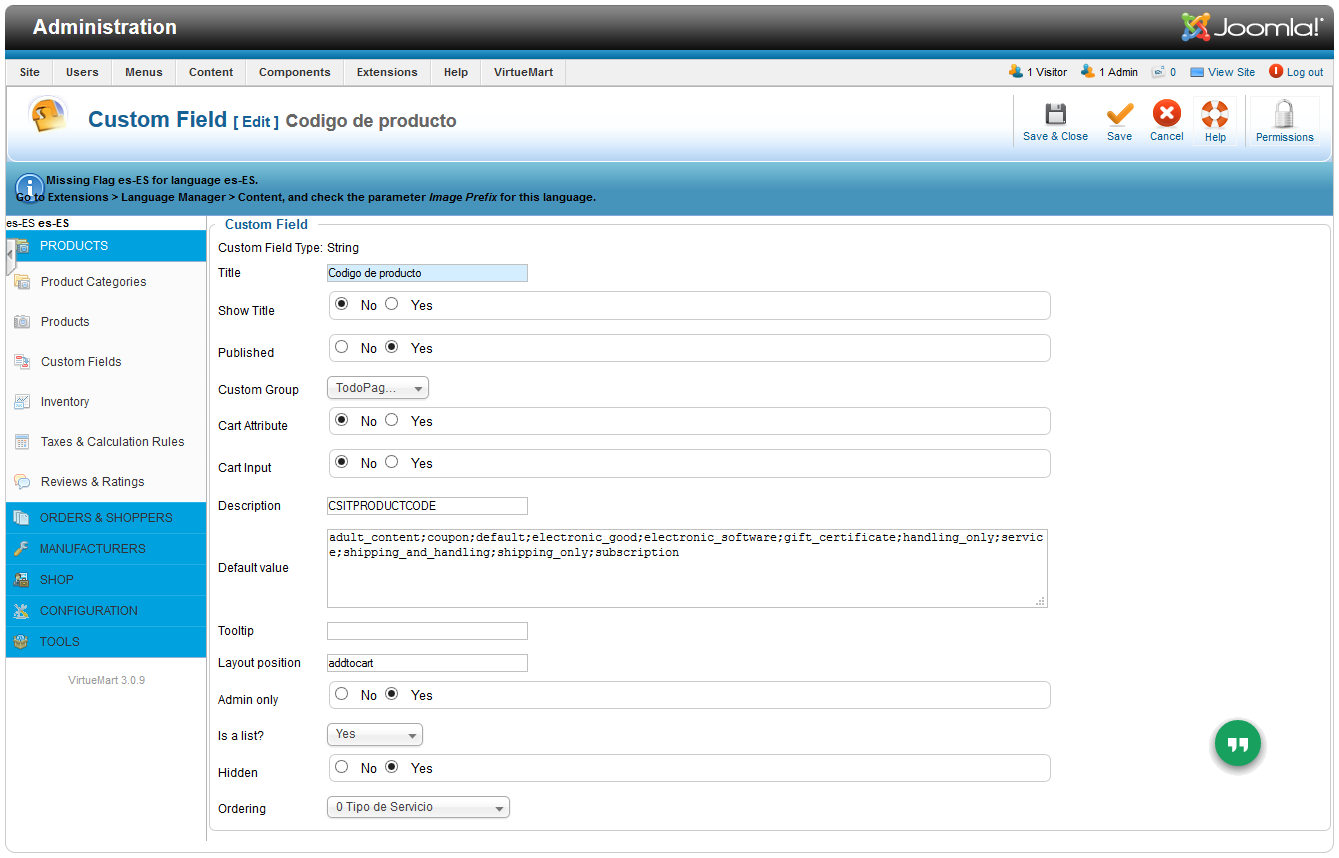 Administration
Joomla!
Site Users Menus Content Components Extensions Help VirtueMart
1 Visitor 1 Admin 0 View Site Log out
Custom Field [ Edit ] Codigo de producto
Save & Close Save Cancel Help Permissions
Missing Flag es-ES for language es-ES.
Go to Extensions > Language Manager > Content, and check the parameter Image Prefix for this language.
es-ES es-ES
PRODUCTS
Product Categories
Products
Custom Fields
Inventory
Taxes & Calculation Rules
Reviews & Ratings
ORDERS & SHOPPERS
MANUFACTURERS
SHOP
CONFIGURATION
TOOLS
VirtueMart 3.0.9
Custom Field
Custom Field Type: String
Title Codigo de producto
Show Title No Yes
Published No Yes
Custom Group TodoPag...
Cart Attribute No Yes
Cart Input No Yes
Description CSITPRODUCTCODE
Default value
adult_content;coupon;default;electronic_good;electronic_software;gift_certificate;handling_only;servic
e;shipping_and_handling;shipping_only;subscription
Tooltip
Layout position addtocart
Admin only No Yes
Is a list? Yes
Hidden No Yes
Ordering 0 Tipo de Servicio